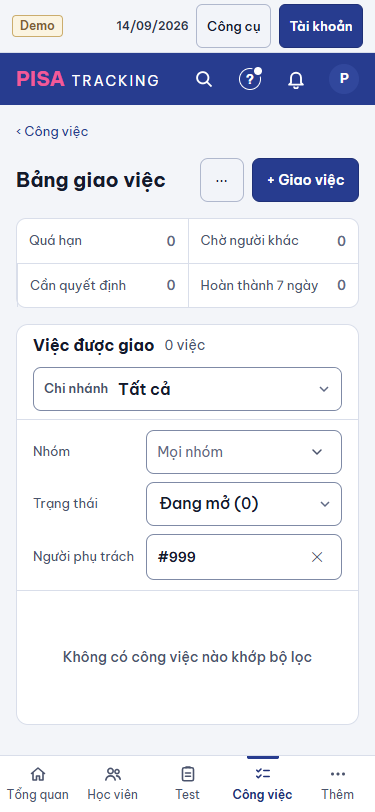 Demo 14/09/2026 Công cụ Tài khoản
PISA TRACKING P
‹ Công việc
Bảng giao việc ... + Giao việc
Quá hạn 0 Chờ người khác 0
Cần quyết định 0 Hoàn thành 7 ngày 0
Việc được giao 0 việc
Chi nhánh Tất cả
Nhóm Mọi nhóm
Trạng thái Đang mở (0)
Người phụ trách #999
Không có công việc nào khớp bộ lọc
Tổng quan Học viên Test Công việc Thêm